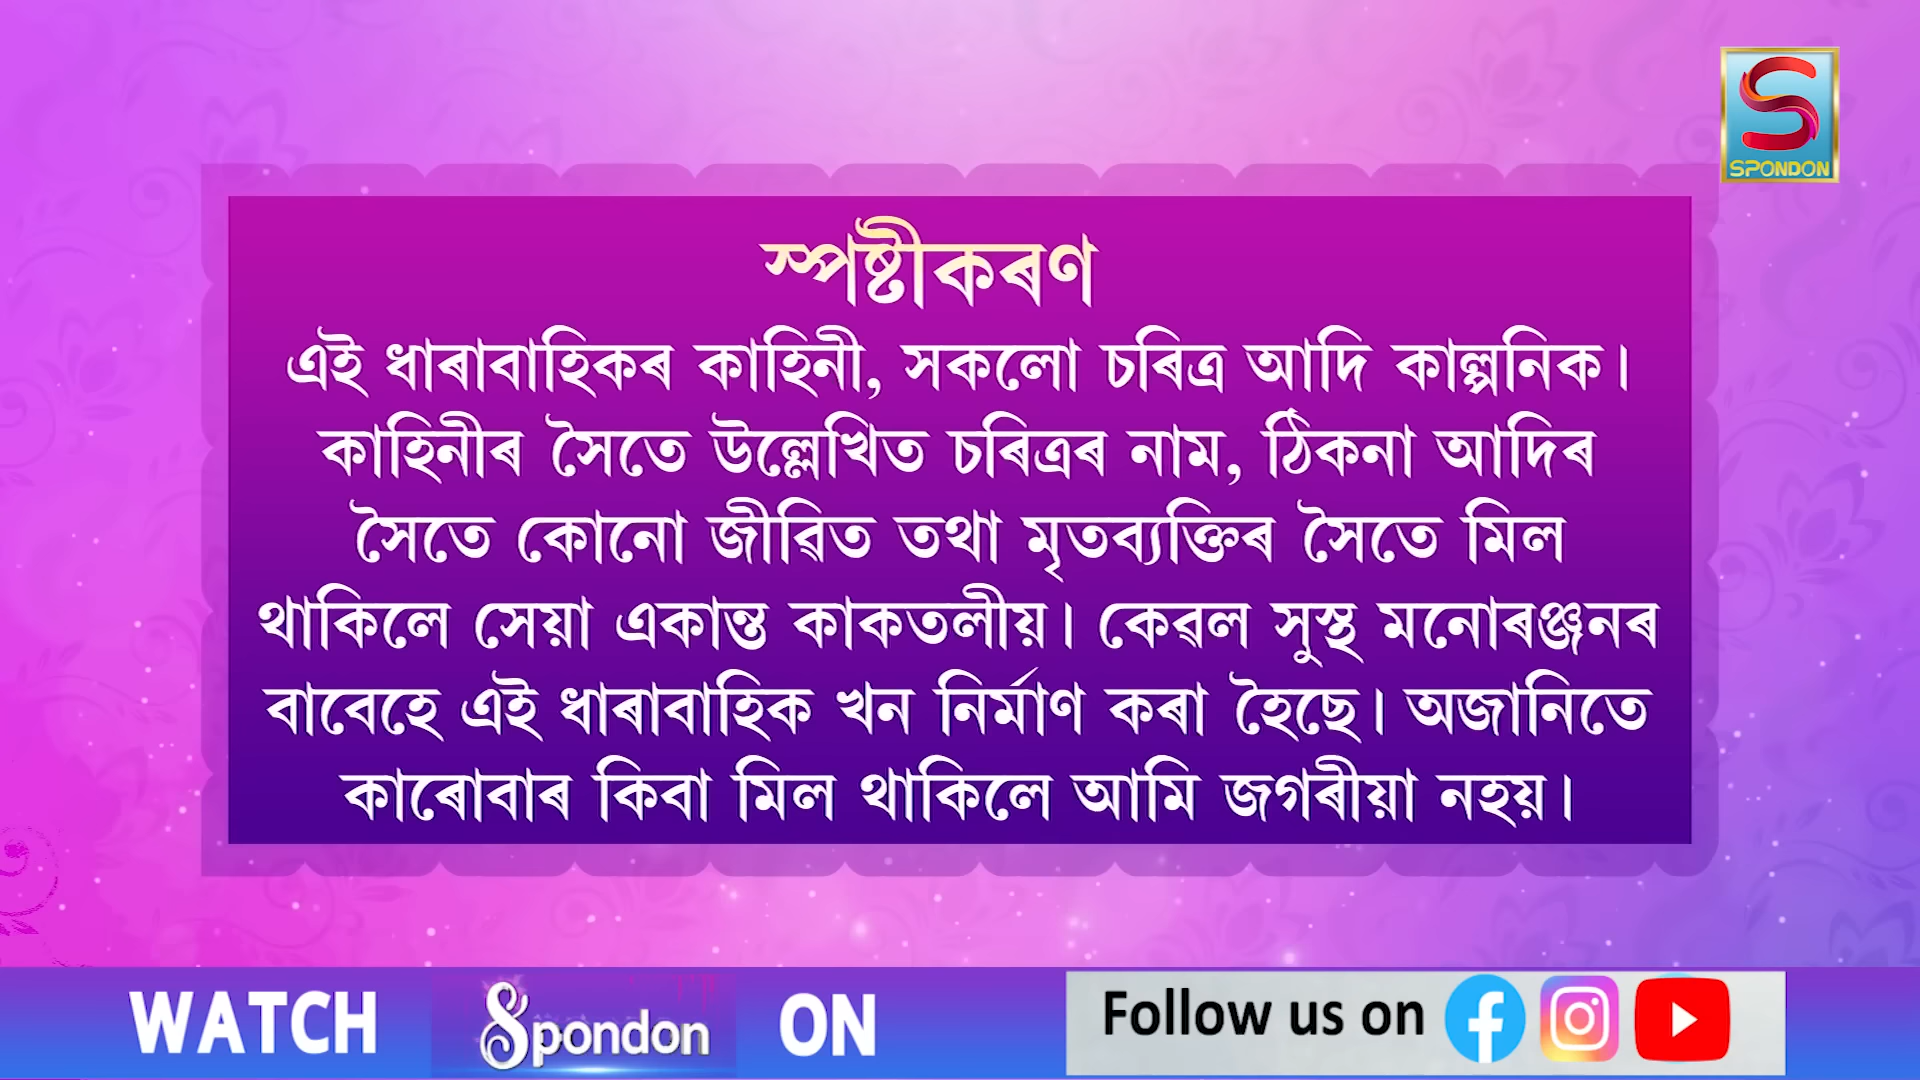 SPONDON
স্পষ্টীকৰণ
এই ধাৰাবাহিকৰ কাহিনী, সকলো চৰিত্ৰ আদি কাল্পনিক।
কাহিনীৰ সৈতে উল্লেখিত চৰিত্ৰৰ নাম, ঠিকনা আদিৰ
সৈতে কোনো জীৱিত তথা মৃতব্যক্তিৰ সৈতে মিল
থাকিলে সেয়া একান্ত কাকতলীয়। কেৱল সুস্থ মনোৰঞ্জনৰ
বাবেহে এই ধাৰাবাহিক খন নিৰ্মাণ কৰা হৈছে। অজানিতে
কাৰোবাৰ কিবা মিল থাকিলে আমি জগৰীয়া নহয়।
WATCH Spondon ON Follow us on